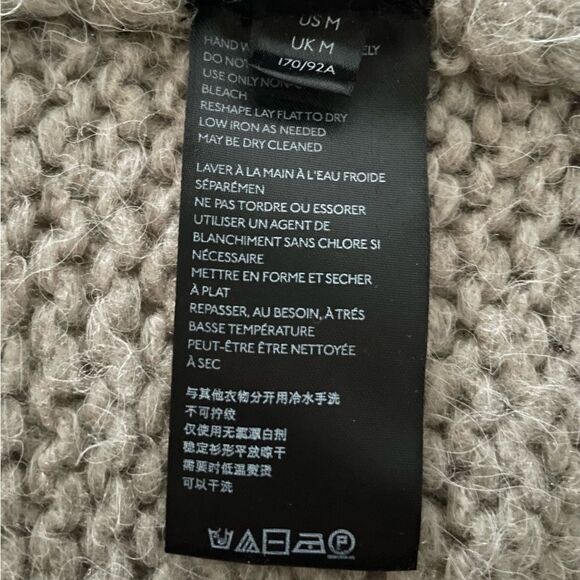 US M
UK M
170/92A
HAND
DO NOT
USE ONLY
BLEACH
RESHAPE LAY FLAT TO DRY
LOW IRON AS NEEDED
MAY BE DRY CLEANED
LAVER À LA MAIN À L'EAU FROIDE
SÉPARÉMEN
NE PAS TORDRE OU ESSORER
UTILISER UN AGENT DE
BLANCHIMENT SANS CHLORE SI
NÉCESSAIRE
METTRE EN FORME ET SECHER
À PLAT
REPASSER, AU BESOIN, À TRÉS
BASSE TEMPÉRATURE
PEUT-ÊTRE ÊTRE NETTOYÉE
À SEC
与其他衣物分开用冷水手洗
不可拧绞
仅使用无氯漂白剂
稳定衫形平放晾干
需要时低温熨烫
可以干洗
P